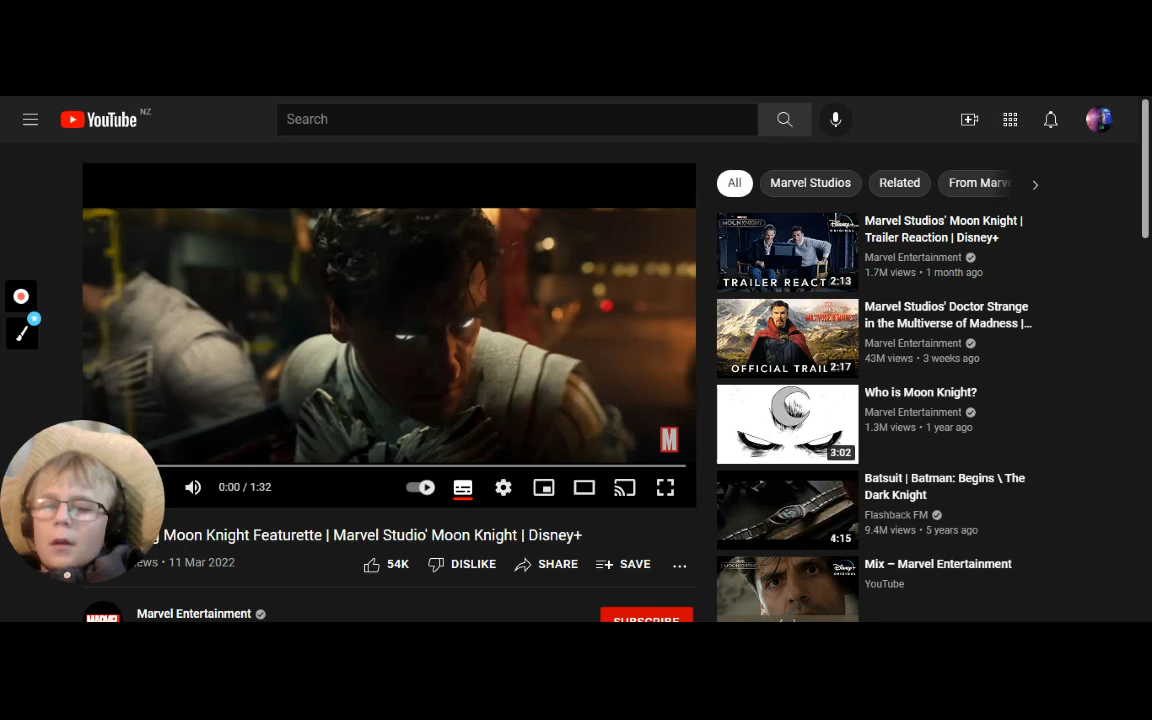 YouTube NZ
Search
All
Marvel Studios
Related
From Marv
Marvel Studios' Moon Knight |
Trailer Reaction | Disney+
Marvel Entertainment
1.7M views • 1 month ago
TRAILER REACT
2:13
Marvel Studios' Doctor Strange
in the Multiverse of Madness |...
Marvel Entertainment
43M views • 3 weeks ago
OFFICIAL TRAIL
2:17
Who is Moon Knight?
Marvel Entertainment
1.3M views • 1 year ago
3:02
Batsuit | Batman: Begins \ The
Dark Knight
Flashback FM
9.4M views • 5 years ago
4:15
Mix – Marvel Entertainment
YouTube
M
0:00 / 1:32
Moon Knight Featurette | Marvel Studio' Moon Knight | Disney+
ews • 11 Mar 2022
54K
DISLIKE
SHARE
SAVE
MARVEL
Marvel Entertainment
SUBSCRIBE